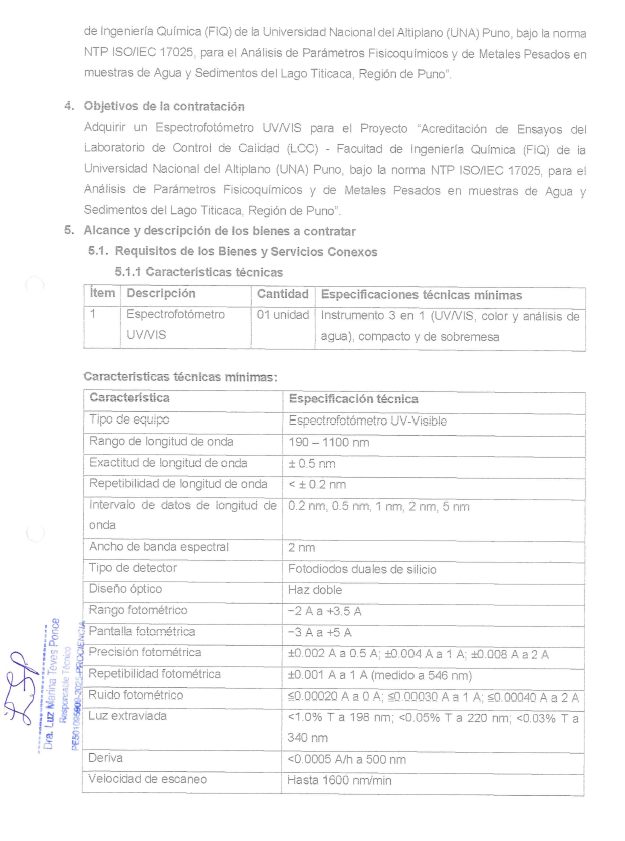 de Ingeniería Química (FIQ) de la Universidad Nacional del Altiplano (UNA) Puno, bajo la norma
NTP ISO/IEC 17025, para el Análisis de Parámetros Fisicoquímicos y de Metales Pesados en
muestras de Agua y Sedimentos del Lago Titicaca, Región de Puno”.
4. Objetivos de la contratación
Adquirir un Espectrofotómetro UV/VIS para el Proyecto “Acreditación de Ensayos del
Laboratorio de Control de Calidad (LCC) - Facultad de Ingeniería Química (FIQ) de la
Universidad Nacional del Altiplano (UNA) Puno, bajo la norma NTP ISO/IEC 17025, para el
Análisis de Parámetros Fisicoquímicos y de Metales Pesados en muestras de Agua y
Sedimentos del Lago Titicaca, Región de Puno”.
5. Alcance y descripción de los bienes a contratar
5.1. Requisitos de los Bienes y Servicios Conexos
5.1.1 Características técnicas
Ítem Descripción Cantidad Especificaciones técnicas mínimas
1 Espectrofotómetro 01 unidad Instrumento 3 en 1 (UV/VIS, color y análisis de
UV/VIS agua), compacto y de sobremesa
Características técnicas mínimas:
Característica Especificación técnica
Tipo de equipo Espectrofotómetro UV-Visible
Rango de longitud de onda 190 – 1100 nm
Exactitud de longitud de onda ± 0.5 nm
Repetibilidad de longitud de onda < ± 0.2 nm
Intervalo de datos de longitud de 0.2 nm, 0.5 nm, 1 nm, 2 nm, 5 nm
onda
Ancho de banda espectral 2 nm
Tipo de detector Fotodiodos duales de silicio
Diseño óptico Haz doble
Rango fotométrico −2 A a +3.5 A
Pantalla fotométrica −3 A a +5 A
Precisión fotométrica ±0.002 A a 0.5 A; ±0.004 A a 1 A; ±0.008 A a 2 A
Repetibilidad fotométrica ±0.001 A a 1 A (medido a 546 nm)
Ruido fotométrico ≤0.00020 A a 0 A; ≤0.00030 A a 1 A; ≤0.00040 A a 2 A
Luz extraviada <1.0% T a 198 nm; <0.05% T a 220 nm; <0.03% T a
340 nm
Deriva <0.0005 A/h a 500 nm
Velocidad de escaneo Hasta 1600 nm/min
Dra. Luz Marina Teves Ponce
Responsable Técnico